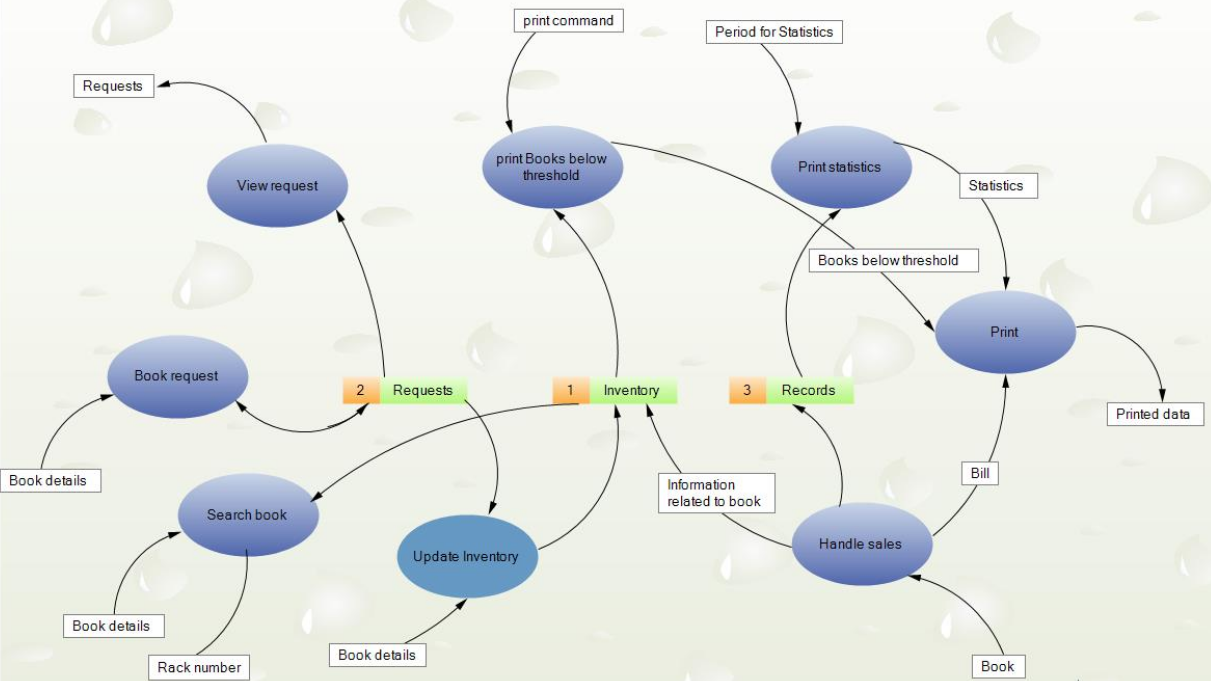 print command
Period for Statistics
Requests
print Books below
threshold
Print statistics
View request
Statistics
Books below threshold
Print
Book request
2 Requests
1 Inventory
3 Records
Printed data
Book details
Information
related to book
Bill
Search book
Update Inventory
Handle sales
Book details
Book details
Rack number
Book